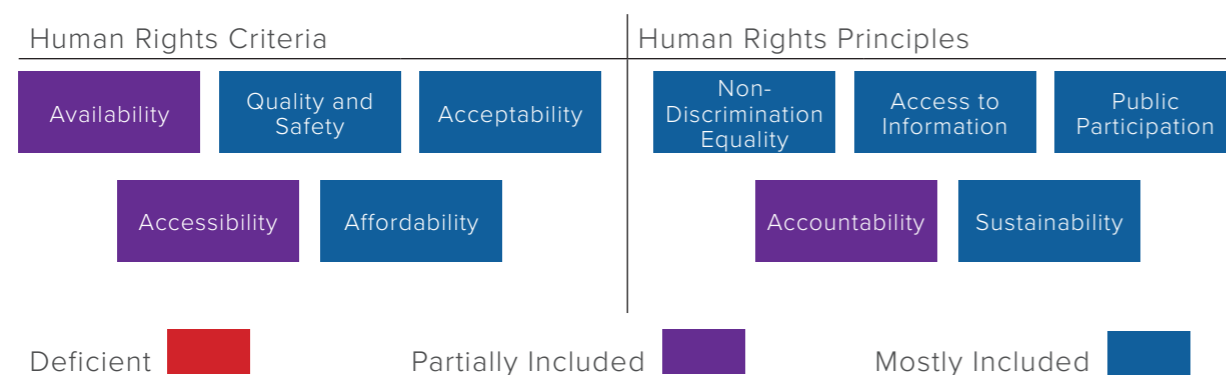 Human Rights Criteria
Human Rights Principles
Availability
Quality and
Safety
Acceptability
Non-
Discrimination
Equality
Access to
Information
Public
Participation
Accessibility
Affordability
Accountability
Sustainability
Deficient
Partially Included
Mostly Included